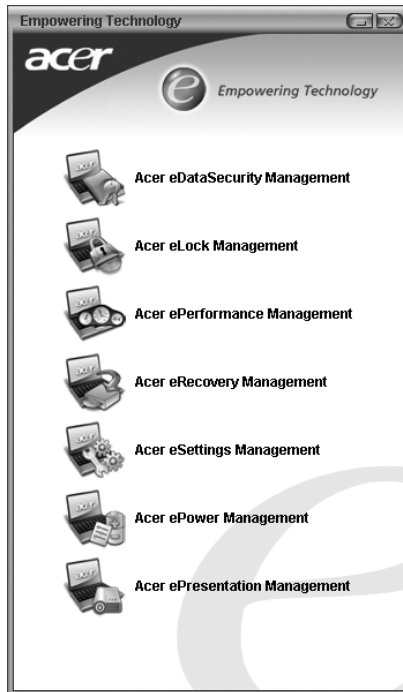 Empowering Technology
acer
e Empowering Technology
Acer eDataSecurity Management
Acer eLock Management
Acer ePerformance Management
Acer eRecovery Management
Acer eSettings Management
Acer ePower Management
Acer ePresentation Management